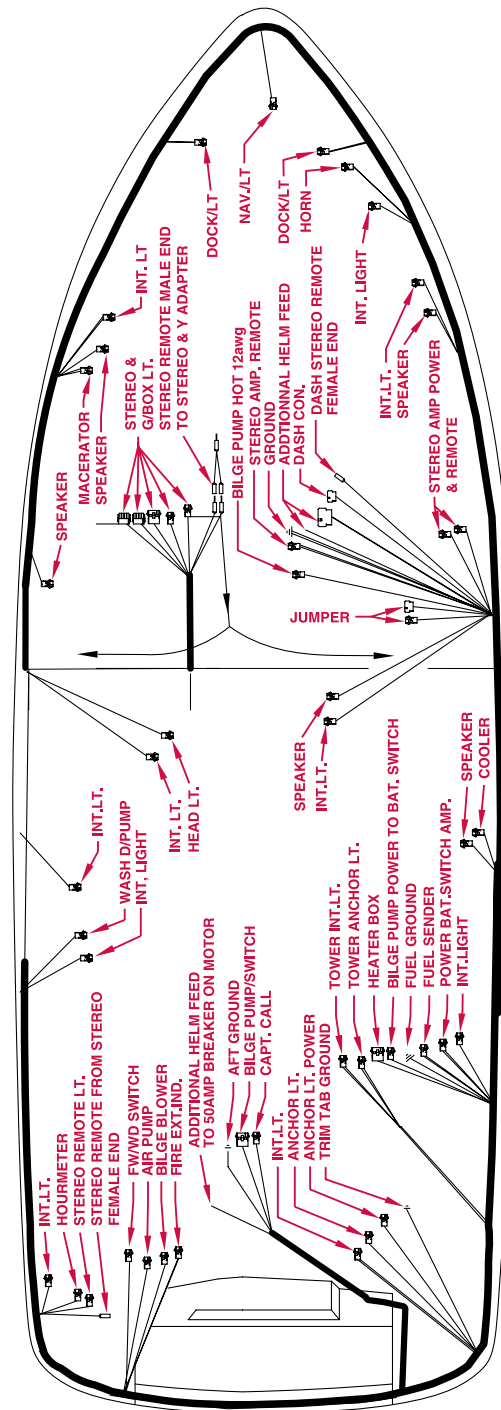 NAV./LT
DOCK/LT
DOCK/LT
HORN
INT. LIGHT
INT. LT
SPEAKER
MACERATOR
STEREO &
G/BOX LT.
STEREO REMOTE MALE END
TO STEREO & Y ADAPTER
BILGE PUMP HOT 12awg
STEREO AMP. REMOTE
GROUND
ADDTIONNAL HELM FEED
DASH CON.
DASH STEREO REMOTE
FEMALE END
INT.LT.
SPEAKER
STEREO AMP POWER
& REMOTE
SPEAKER
JUMPER
INT. LT.
HEAD LT.
SPEAKER
INT.LT.
SPEAKER
COOLER
INT.LT.
WASH D/PUMP
INT, LIGHT
TOWER INT.LT.
TOWER ANCHOR LT.
HEATER BOX
BILGE PUMP POWER TO BAT. SWITCH
FUEL GROUND
FUEL SENDER
POWER BAT.SWITCH AMP.
INT.LIGHT
ADDITIONAL HELM FEED
TO 50AMP BREAKER ON MOTOR
AFT GROUND
BILGE PUMP/SWITCH
CAPT. CALL
INT.LT.
ANCHOR LT.
ANCHOR LT. POWER
TRIM TAB GROUND
INT.LT.
HOURMETER
STEREO REMOTE LT.
STEREO REMOTE FROM STEREO
FEMALE END
FW/WD SWITCH
AIR PUMP
BILGE BLOWER
FIRE EXT.IND.